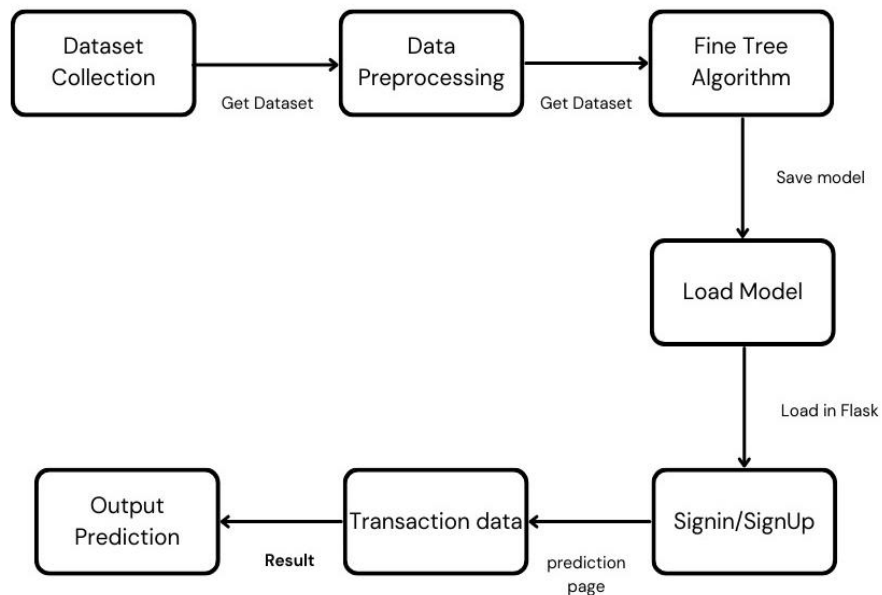 Dataset
Collection
Get Dataset
Data
Preprocessing
Get Dataset
Fine Tree
Algorithm
Save model
Load Model
Load in Flask
Signin/SignUp
prediction
page
Transaction data
Result
Output
Prediction